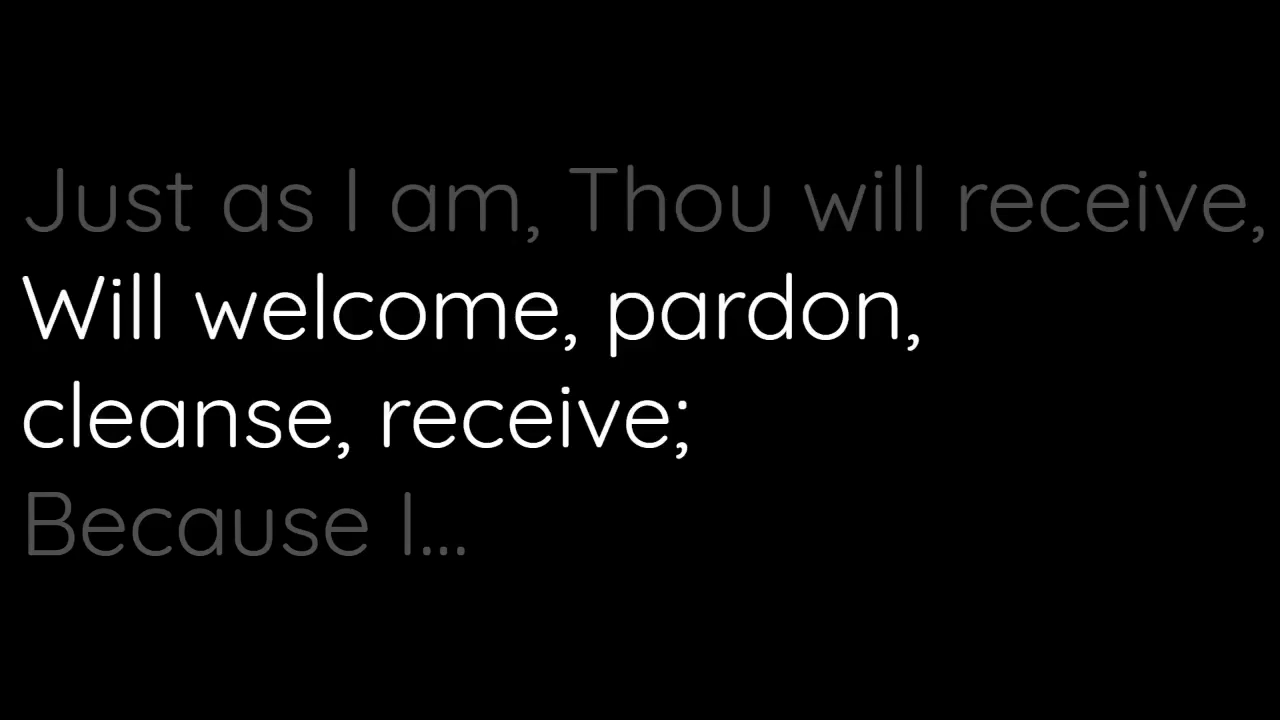 Just as I am, Thou will receive,
Will welcome, pardon,
cleanse, receive;
Because I...